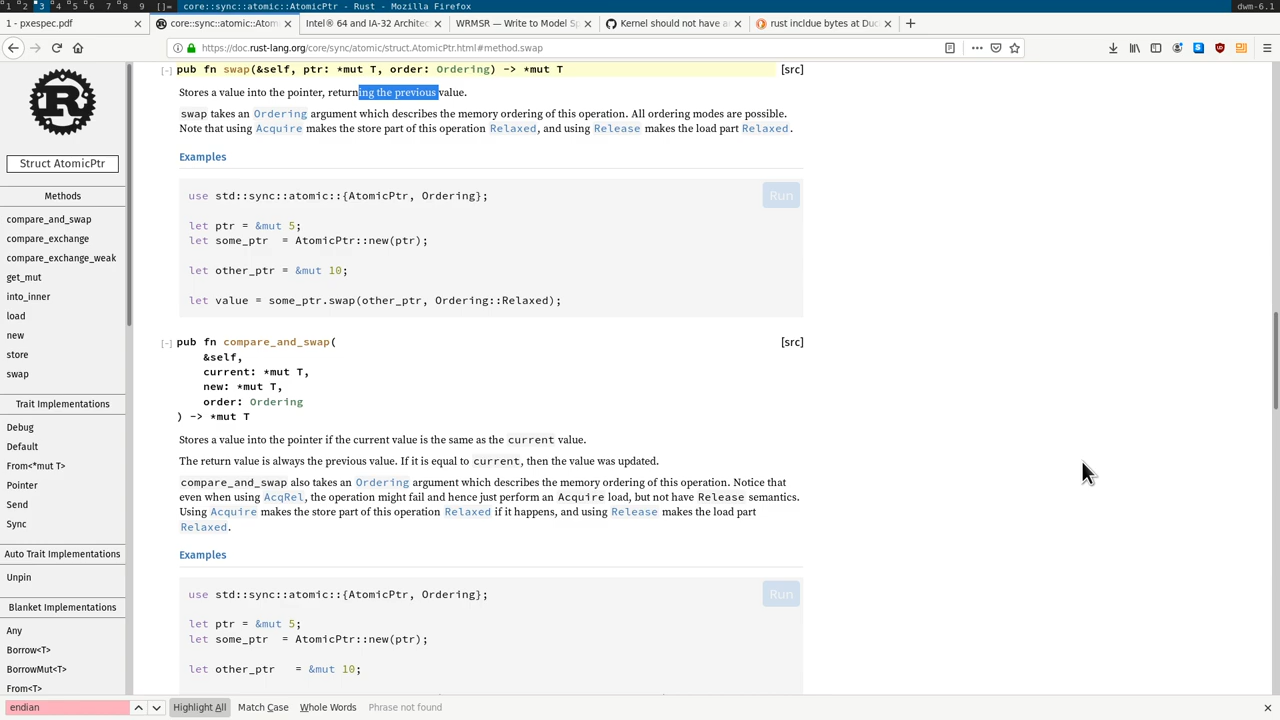 1 2 3 4 5 6 7 8 9 []= core::sync::atomic::AtomicPtr - Rust - Mozilla Firefox dwm-6.1
1 - pxespec.pdf
core::sync::atomic::Atom
Intel® 64 and IA-32 Architec
WRMSR — Write to Model Sp
Kernel should not have a
rust incldue bytes at Duc
https://doc.rust-lang.org/core/sync/atomic/struct.AtomicPtr.html#method.swap
Struct AtomicPtr
Methods
compare_and_swap
compare_exchange
compare_exchange_weak
get_mut
into_inner
load
new
store
swap
Trait Implementations
Debug
Default
From<*mut T>
Pointer
Send
Sync
Auto Trait Implementations
Unpin
Blanket Implementations
Any
Borrow<T>
BorrowMut<T>
From<T>
[-] pub fn swap(&self, ptr: *mut T, order: Ordering) -> *mut T [src]
Stores a value into the pointer, returning the previous value.
swap takes an Ordering argument which describes the memory ordering of this operation. All ordering modes are possible.
Note that using Acquire makes the store part of this operation Relaxed, and using Release makes the load part Relaxed.
Examples
Run
use std::sync::atomic::{AtomicPtr, Ordering};
let ptr = &mut 5;
let some_ptr  = AtomicPtr::new(ptr);
let other_ptr = &mut 10;
let value = some_ptr.swap(other_ptr, Ordering::Relaxed);
[-] pub fn compare_and_swap( [src]
&self,
current: *mut T,
new: *mut T,
order: Ordering
) -> *mut T
Stores a value into the pointer if the current value is the same as the current value.
The return value is always the previous value. If it is equal to current, then the value was updated.
compare_and_swap also takes an Ordering argument which describes the memory ordering of this operation. Notice that
even when using AcqRel, the operation might fail and hence just perform an Acquire load, but not have Release semantics.
Using Acquire makes the store part of this operation Relaxed if it happens, and using Release makes the load part
Relaxed.
Examples
Run
use std::sync::atomic::{AtomicPtr, Ordering};
let ptr = &mut 5;
let some_ptr  = AtomicPtr::new(ptr);
let other_ptr   = &mut 10;
endian
Highlight All
Match Case
Whole Words
Phrase not found